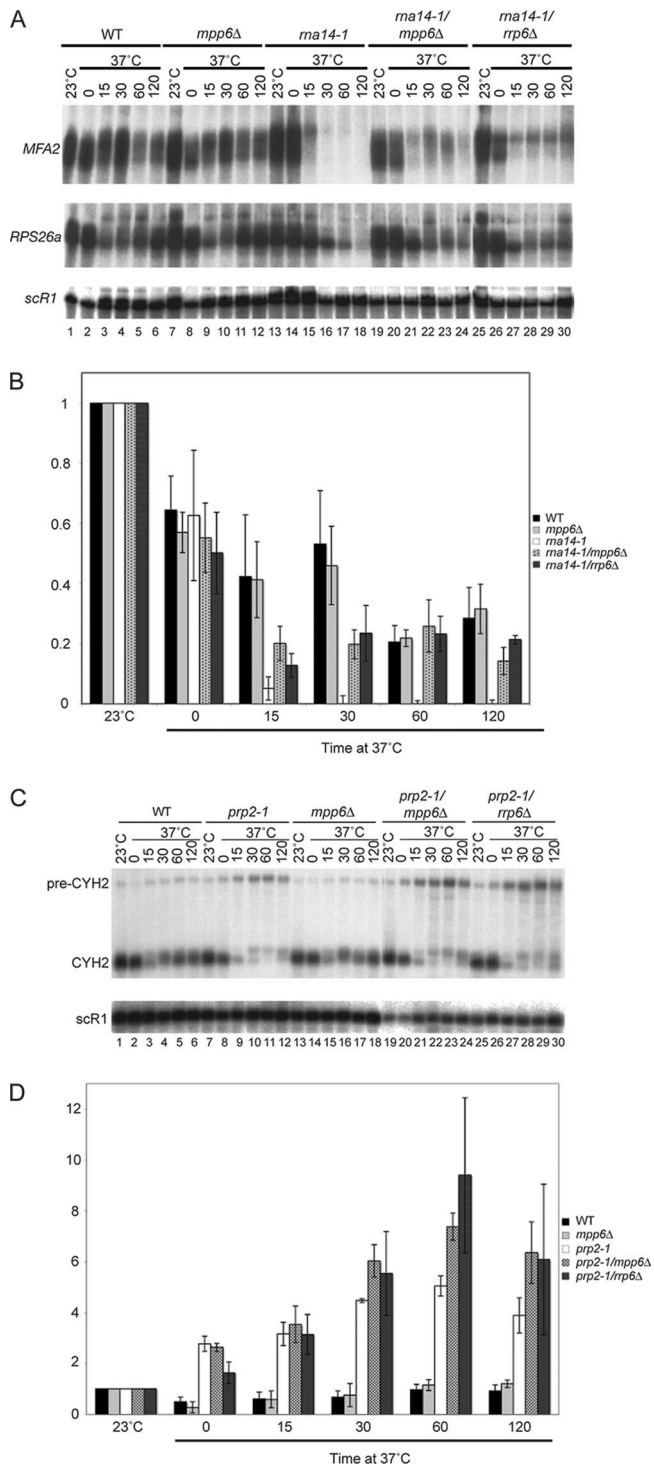 A
WT mpp6Δ rna14-1 rna14-1/ mpp6Δ rna14-1/ rrp6Δ
37˚C 37˚C 37˚C 37˚C 37˚C
23˚C 0 15 30 60 120 23˚C 0 15 30 60 120 23˚C 0 15 30 60 120 23˚C 0 15 30 60 120 23˚C 0 15 30 60 120
MFA2
RPS26a
scR1
1 2 3 4 5 6 7 8 9 10 11 12 13 14 15 16 17 18 19 20 21 22 23 24 25 26 27 28 29 30
B
1
0.8
0.6
0.4
0.2
0
WT
mpp6Δ
rna14-1
rna14-1/mpp6Δ
rna14-1/rrp6Δ
23˚C 0 15 30 60 120
Time at 37˚C
C
WT prp2-1 mpp6Δ prp2-1/ mpp6Δ prp2-1/ rrp6Δ
37˚C 37˚C 37˚C 37˚C 37˚C
23˚C 0 15 30 60 120 23˚C 0 15 30 60 120 23˚C 0 15 30 60 120 23˚C 0 15 30 60 120 23˚C 0 15 30 60 120
pre-CYH2
CYH2
scR1
1 2 3 4 5 6 7 8 9 10 11 12 13 14 15 16 17 18 19 20 21 22 23 24 25 26 27 28 29 30
D
12
10
8
6
4
2
0
WT
mpp6Δ
prp2-1
prp2-1/mpp6Δ
prp2-1/rrp6Δ
23˚C 0 15 30 60 120
Time at 37˚C